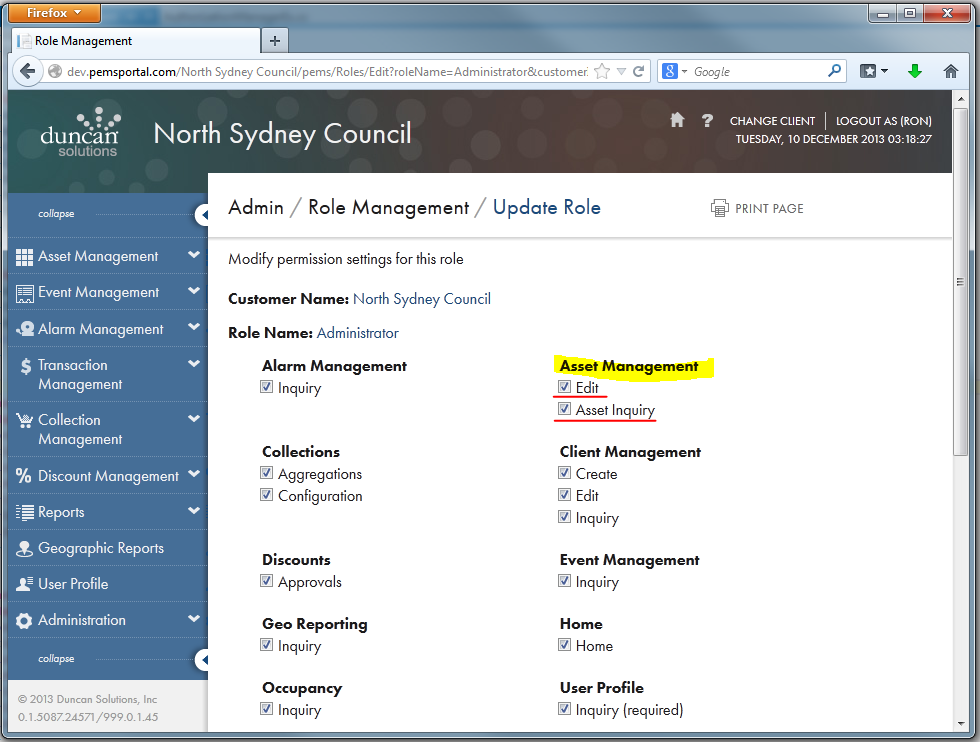 Firefox
Role Management
dev.pemsportal.com/North Sydney Council/pems/Roles/Edit?roleName=Administrator&customer
Google
duncan
solutions
North Sydney Council
CHANGE CLIENT
LOGOUT AS (RON)
TUESDAY, 10 DECEMBER 2013 03:18:27
collapse
Asset Management
Event Management
Alarm Management
Transaction
Management
Collection
Management
Discount Management
Reports
Geographic Reports
User Profile
Administration
collapse
© 2013 Duncan Solutions, Inc
0.1.5087.24571/999.0.1.45
Admin / Role Management / Update Role
PRINT PAGE
Modify permission settings for this role
Customer Name: North Sydney Council
Role Name: Administrator
Alarm Management
Inquiry
Asset Management
Edit
Asset Inquiry
Collections
Aggregations
Configuration
Client Management
Create
Edit
Inquiry
Discounts
Approvals
Event Management
Inquiry
Geo Reporting
Inquiry
Home
Home
Occupancy
Inquiry
User Profile
Inquiry (required)